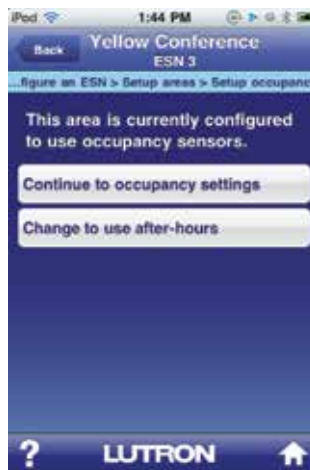 iPod 1:44 PM
Back
Yellow Conference
ESN 3
...figure an ESN > Setup areas > Setup occupanc
This area is currently configured
to use occupancy sensors.
Continue to occupancy settings
Change to use after-hours
? LUTRON